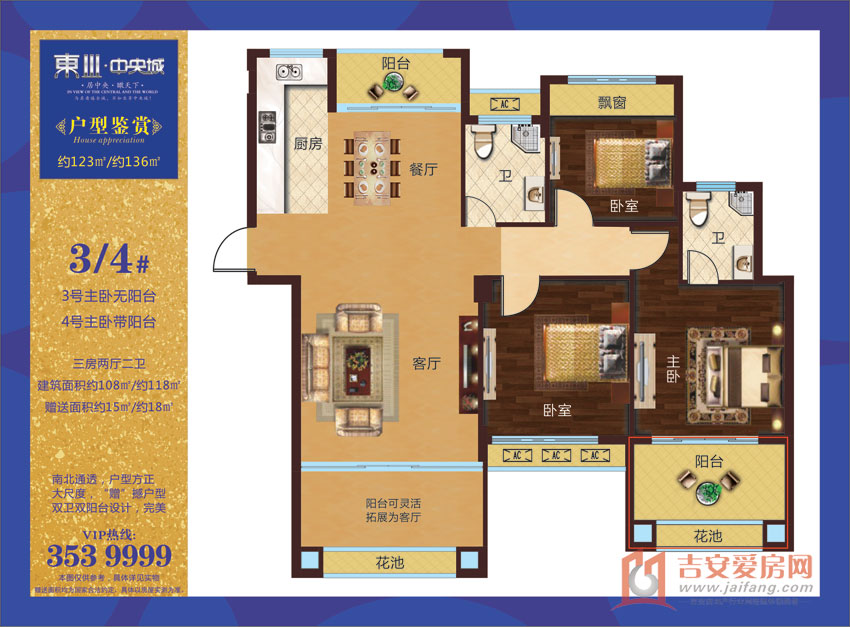 東川·中央城
·居中央·瞰天下·
IN VIEW OF THE CENTRAL AND THE WORLD
户型鉴赏
House appreciation
约123㎡/约136㎡
3/4#
3号主卧无阳台
4号主卧带阳台
三房两厅二卫
建筑面积约108㎡/约118㎡
赠送面积约15㎡/约18㎡
南北通透，户型方正
大尺度，“赠”撼户型
双卫双阳台设计，完美
VIP热线:
353 9999
本图仅供参考，具体详见实物
阳台
AC
飘窗
厨房
餐厅
卫
卧室
卫
客厅
卧室
主卧
AC
AC
AC
阳台
阳台可灵活
拓展为客厅
花池
花池
吉安爱房网
www.jaifang.com